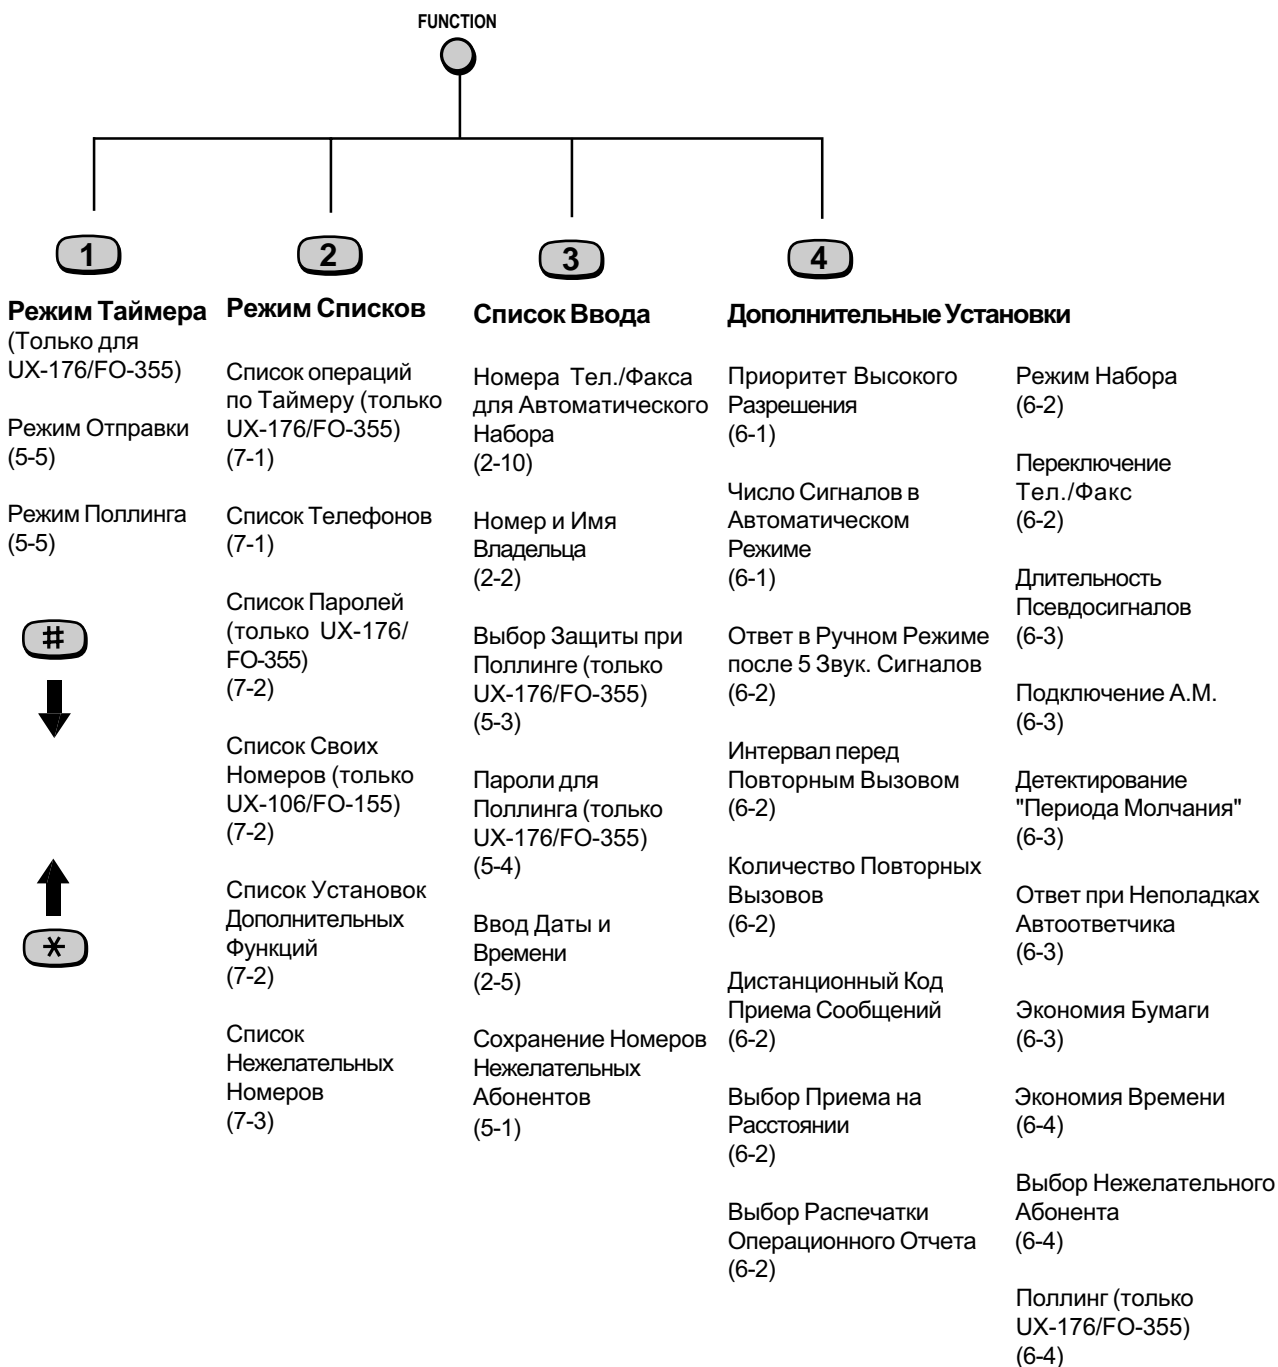 FUNCTION
1
2
3
4
Режим Таймера
(Только для
UX-176/FO-355)
Режим Отправки
(5-5)
Режим Поллинга
(5-5)
#
*
Режим Списков
Список операций
по Таймеру (только
UX-176/FO-355)
(7-1)
Список Телефонов
(7-1)
Список Паролей
(только UX-176/
FO-355)
(7-2)
Список Своих
Номеров (только
UX-106/FO-155)
(7-2)
Список Установок
Дополнительных
Функций
(7-2)
Список
Нежелательных
Номеров
(7-3)
Список Ввода
Номера Тел./Факса
для Автоматического
Набора
(2-10)
Номер и Имя
Владельца
(2-2)
Выбор Защиты при
Поллинге (только
UX-176/FO-355)
(5-3)
Пароли для
Поллинга (только
UX-176/FO-355)
(5-4)
Ввод Даты и
Времени
(2-5)
Сохранение Номеров
Нежелательных
Абонентов
(5-1)
Дополнительные Установки
Приоритет Высокого
Разрешения
(6-1)
Число Сигналов в
Автоматическом
Режиме
(6-1)
Ответ в Ручном Режиме
после 5 Звук. Сигналов
(6-2)
Интервал перед
Повторным Вызовом
(6-2)
Количество Повторных
Вызовов
(6-2)
Дистанционный Код
Приема Сообщений
(6-2)
Выбор Приема на
Расстоянии
(6-2)
Выбор Распечатки
Операционного Отчета
(6-2)
Режим Набора
(6-2)
Переключение
Тел./Факс
(6-2)
Длительность
Псевдосигналов
(6-3)
Подключение А.М.
(6-3)
Детектирование
"Периода Молчания"
(6-3)
Ответ при Неполадках
Автоответчика
(6-3)
Экономия Бумаги
(6-3)
Экономия Времени
(6-4)
Выбор Нежелательного
Абонента
(6-4)
Поллинг (только
UX-176/FO-355)
(6-4)